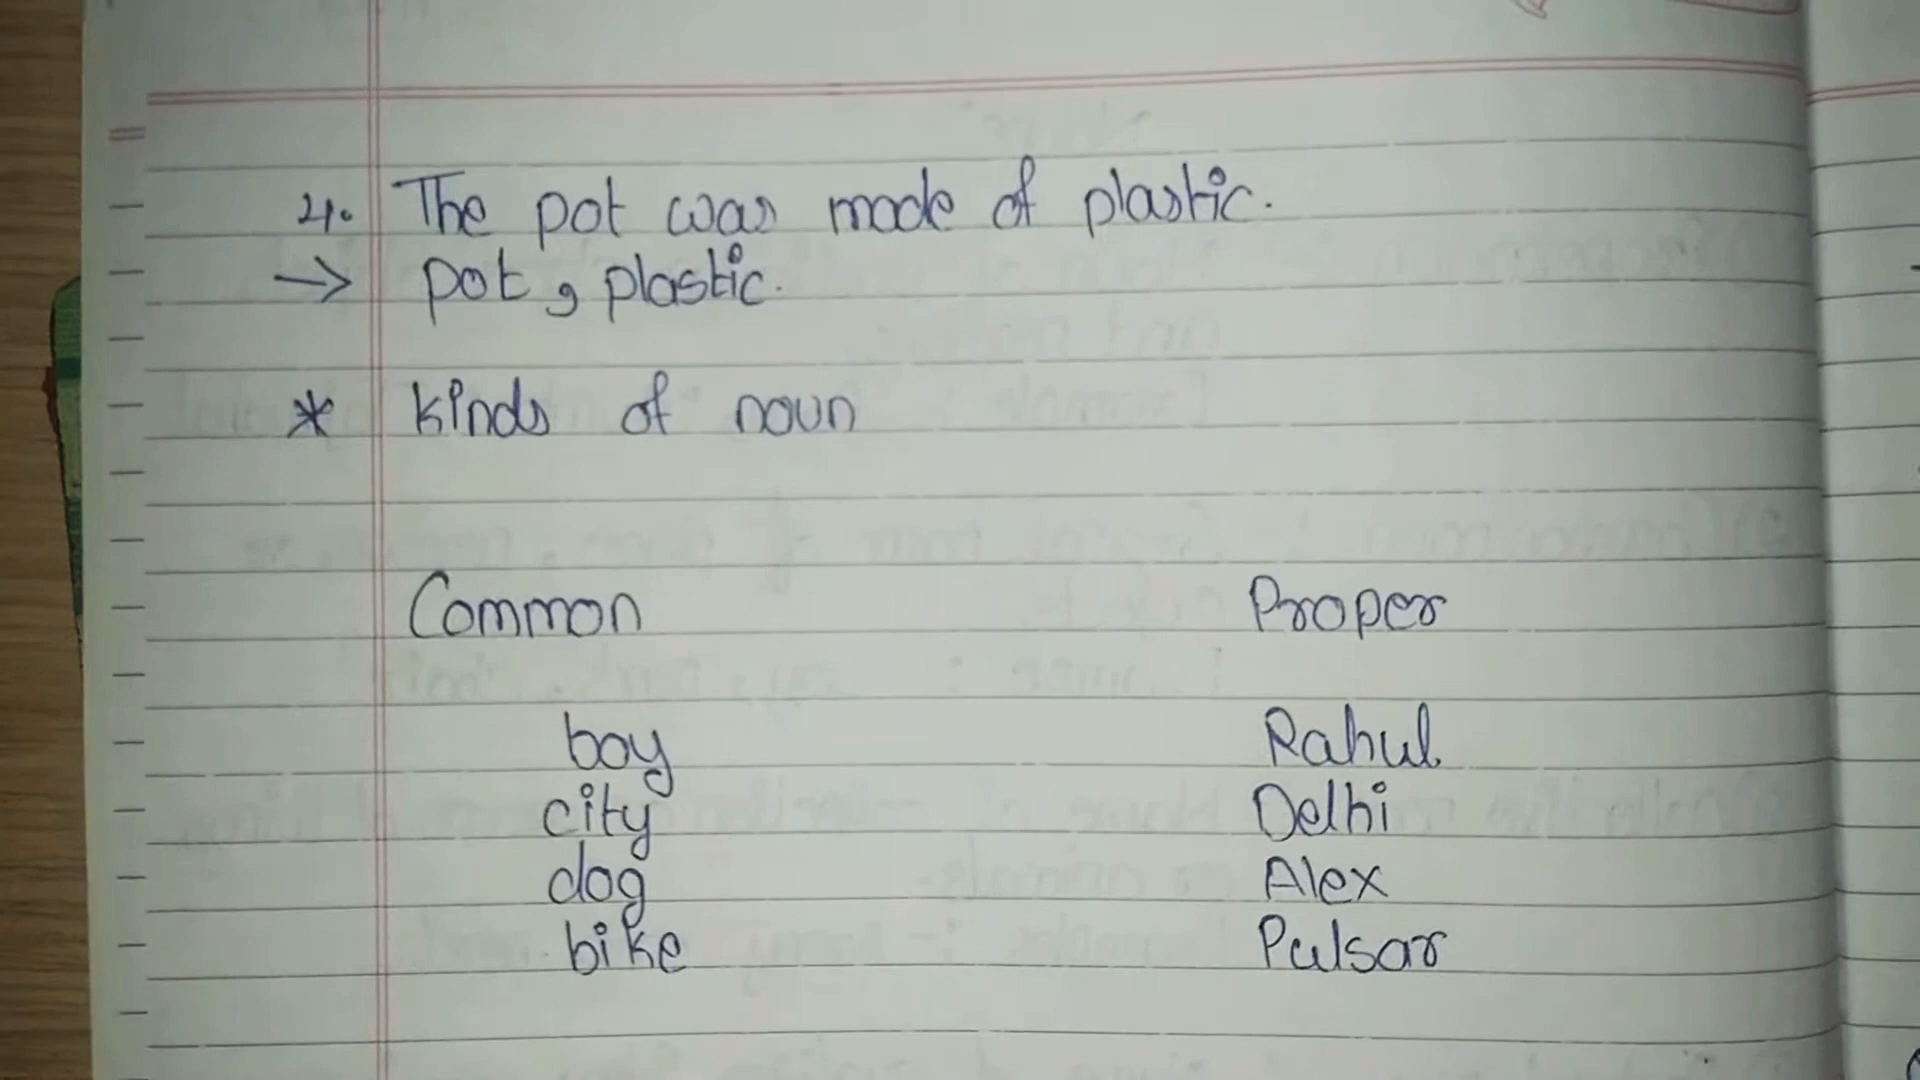 4. The pot was made of plastic.
→ pot, plastic.
* kinds of noun
Common Proper
boy Rahul
city Delhi
dog Alex
bike Pulsar